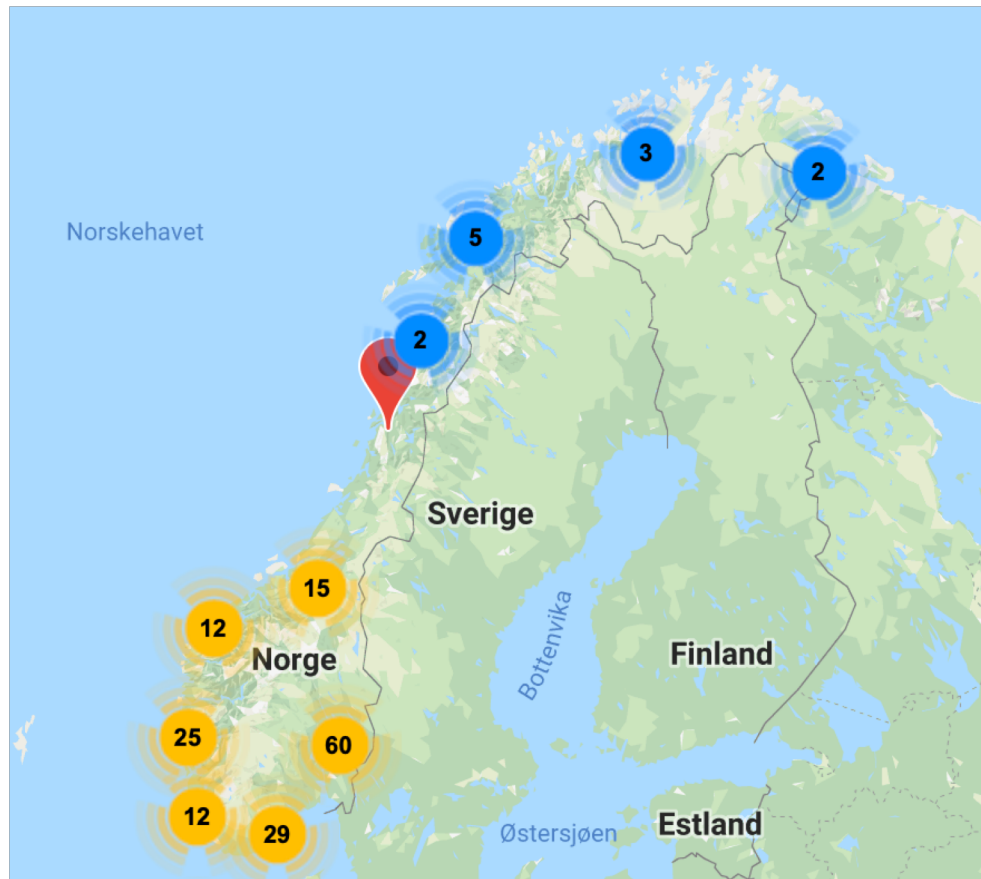 3
2
Norskehavet
5
2
Sverige
15
12
Norge
Bottenvika
Finland
25
60
12
29
Østersjøen
Estland